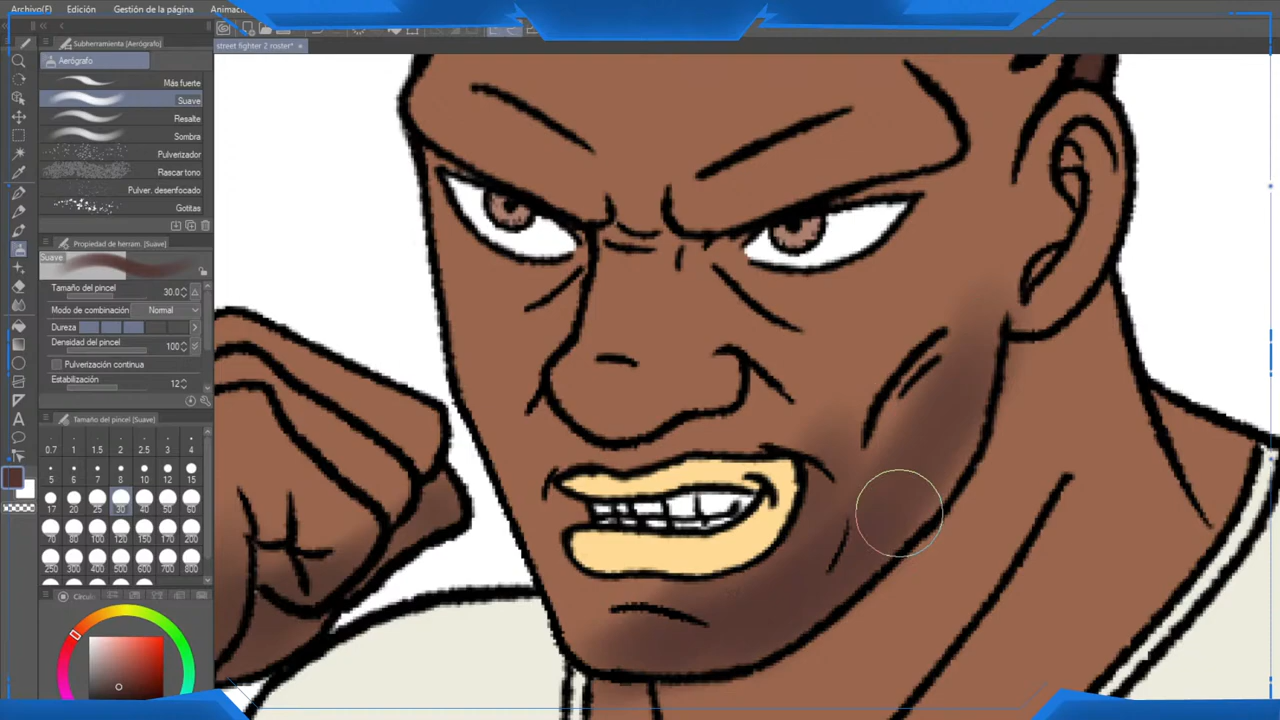 Archivo(F) Edición Gestión de la página Animació
Subherramienta [Aerógrafo]
street fighter 2 roster*
Aerógrafo
Más fuerte
Suave
Resalte
Sombra
Pulverizador
Rascar tono
Pulver. desenfocado
Gotitas
Propiedad de herram. [Suave]
Suave
Tamaño del pincel 30.0
Modo de combinación Normal
Dureza
Densidad del pincel 100
Pulverización continua
Estabilización 12
Tamaño del pincel [Suave]
0.7 1 1.5 2 2.5 3 4
5 6 7 8 10 12 15
17 20 25 30 40 50 60
70 80 100 120 150 170 200
250 300 400 500 600 700 800
Círculo